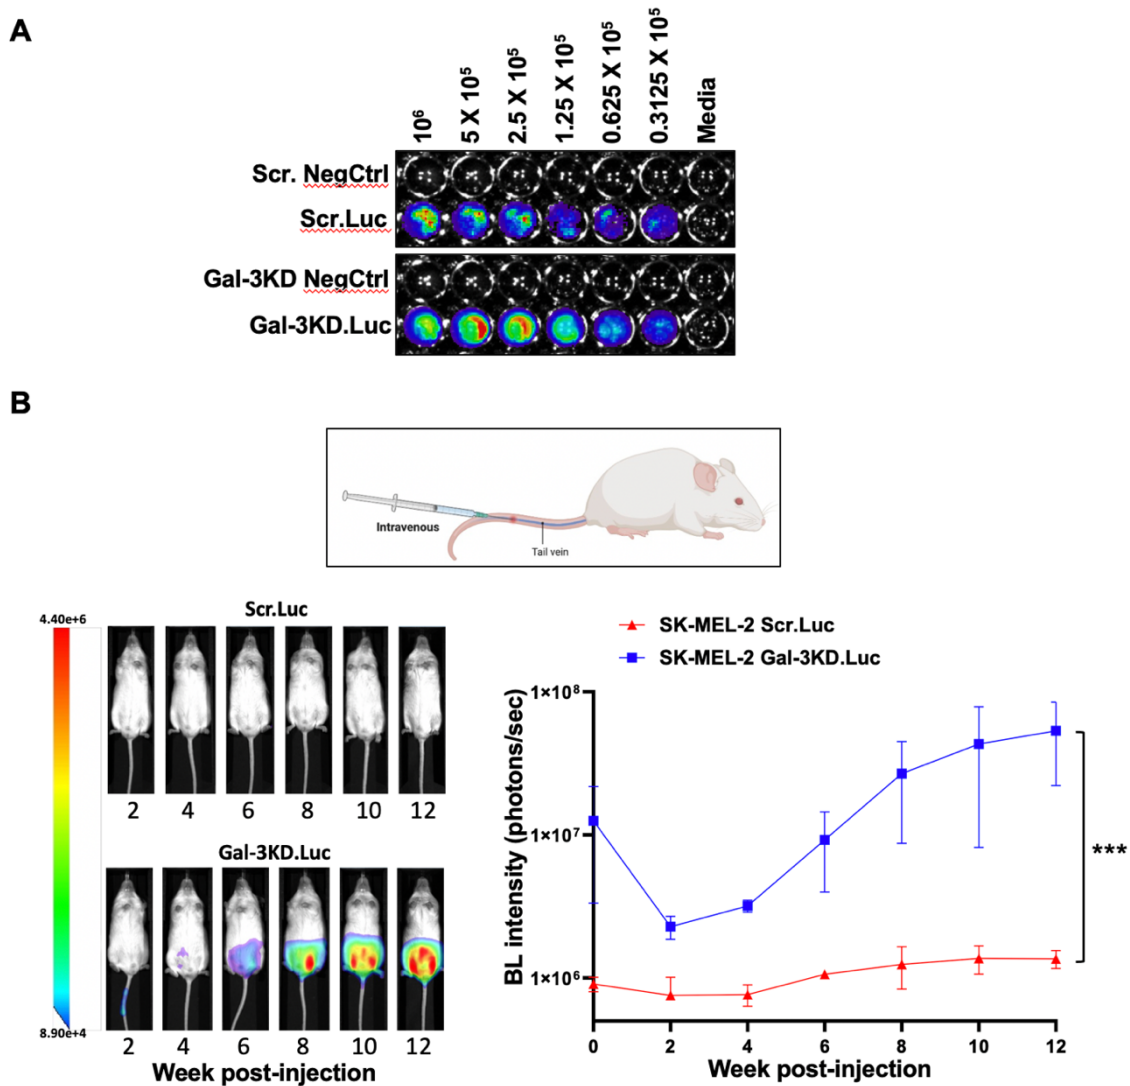 A
10⁶
5 X 10⁵
2.5 X 10⁵
1.25 X 10⁵
0.625 X 10⁵
0.3125 X 10⁵
Media
Scr. NegCtrl
Scr.Luc
Gal-3KD NegCtrl
Gal-3KD.Luc
B
Intravenous
Tail vein
4.40e+6
8.90e+4
Scr.Luc
2 4 6 8 10 12
Gal-3KD.Luc
2 4 6 8 10 12
Week post-injection
SK-MEL-2 Scr.Luc
SK-MEL-2 Gal-3KD.Luc
BL intensity (photons/sec)
1×10⁸
1×10⁷
1×10⁶
0 2 4 6 8 10 12
Week post-injection
***